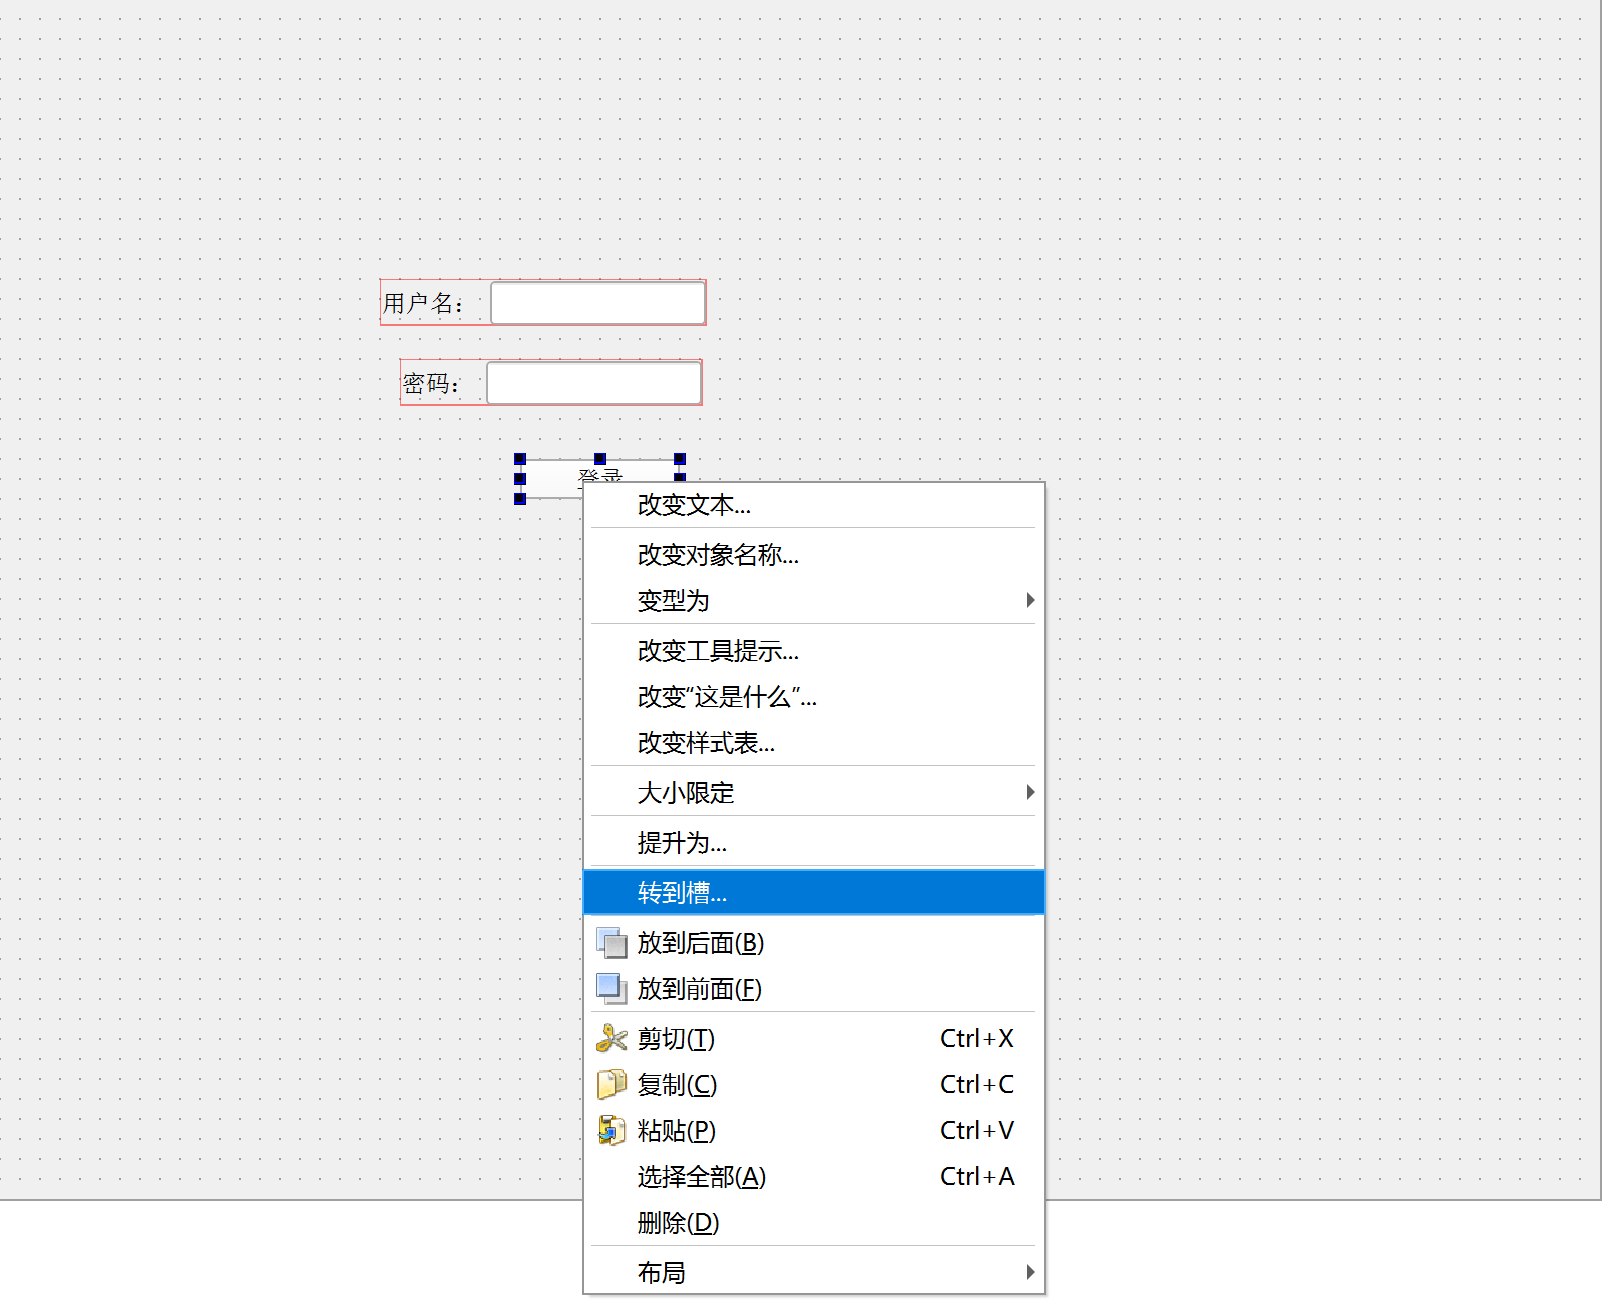 用户名：
密码：
登录
改变文本...
改变对象名称...
变型为
改变工具提示...
改变“这是什么”...
改变样式表...
大小限定
提升为...
转到槽...
放到后面(B)
放到前面(F)
剪切(T) Ctrl+X
复制(C) Ctrl+C
粘贴(P) Ctrl+V
选择全部(A) Ctrl+A
删除(D)
布局